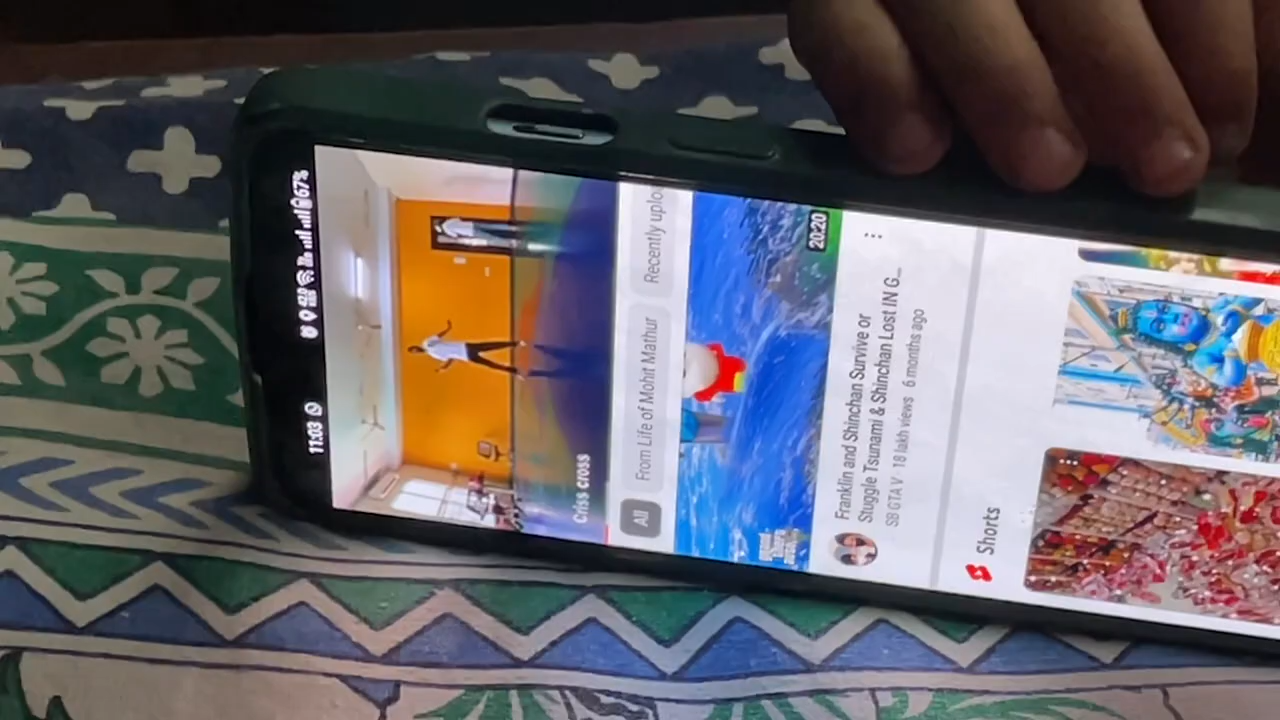 11:03
67%
Criss cross
All
From Life of Mohit Mathur
Recently uplo
20:20
Franklin and Shinchan Survive or
Stuggle Tsunami & Shinchan Lost IN G...
SB GTA V · 18 lakh views · 6 months ago
Shorts